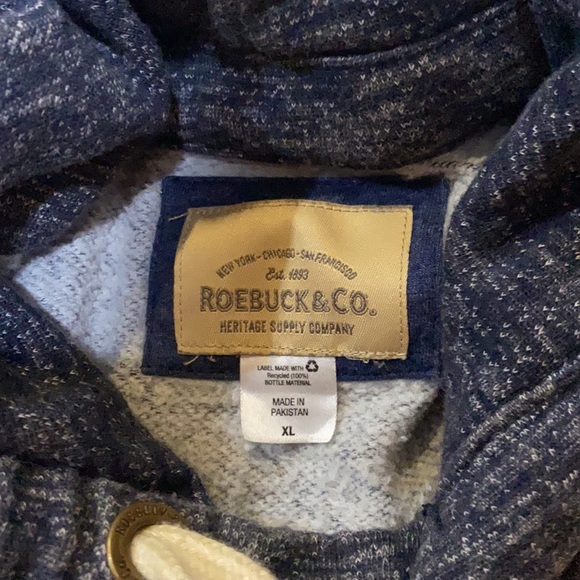 NEW YORK - CHICAGO - SAN FRANCISCO
Est. 1893
ROEBUCK & CO.
HERITAGE SUPPLY COMPANY
LABEL MADE WITH
Recycled (100%)
BOTTLE MATERIAL
MADE IN
PAKISTAN
XL